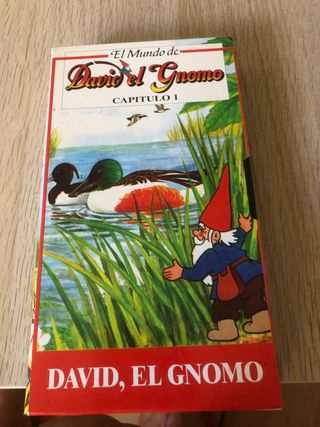 El Mundo de
David el Gnomo
CAPITULO 1
DAVID, EL GNOMO